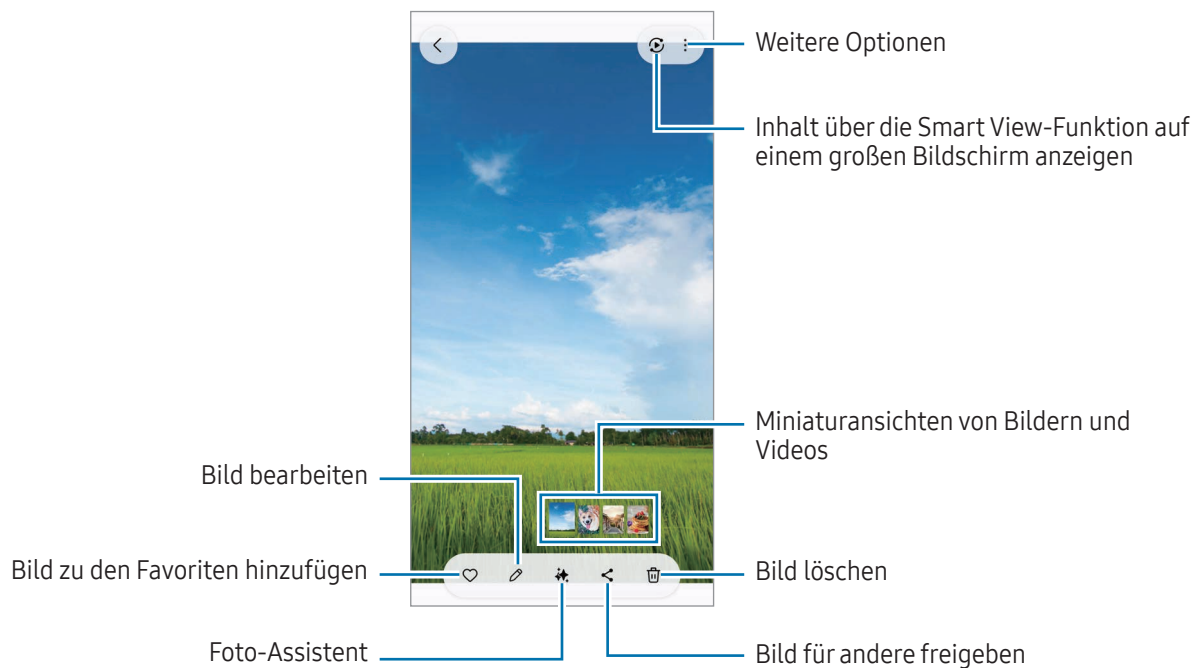 Weitere Optionen
Inhalt über die Smart View-Funktion auf
einem großen Bildschirm anzeigen
Miniaturansichten von Bildern und
Videos
Bild bearbeiten
Bild zu den Favoriten hinzufügen
Bild löschen
Foto-Assistent
Bild für andere freigeben